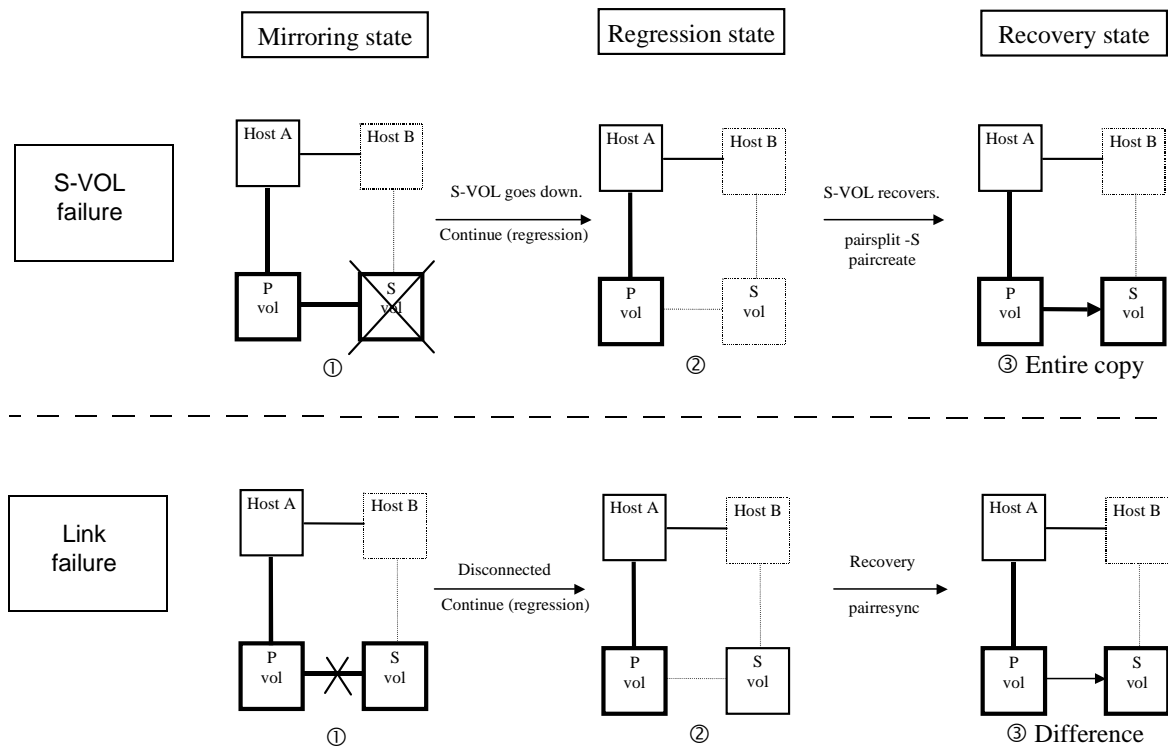 Mirroring state
Regression state
Recovery state
S-VOL
failure
Host A
Host B
P
vol
S
vol
①
S-VOL goes down.
Continue (regression)
Host A
Host B
P
vol
S
vol
②
S-VOL recovers.
pairsplit -S
paircreate
Host A
Host B
P
vol
S
vol
③ Entire copy
Link
failure
Host A
Host B
P
vol
S
vol
①
Disconnected
Continue (regression)
Host A
Host B
P
vol
S
vol
②
Recovery
pairresync
Host A
Host B
P
vol
S
vol
③ Difference